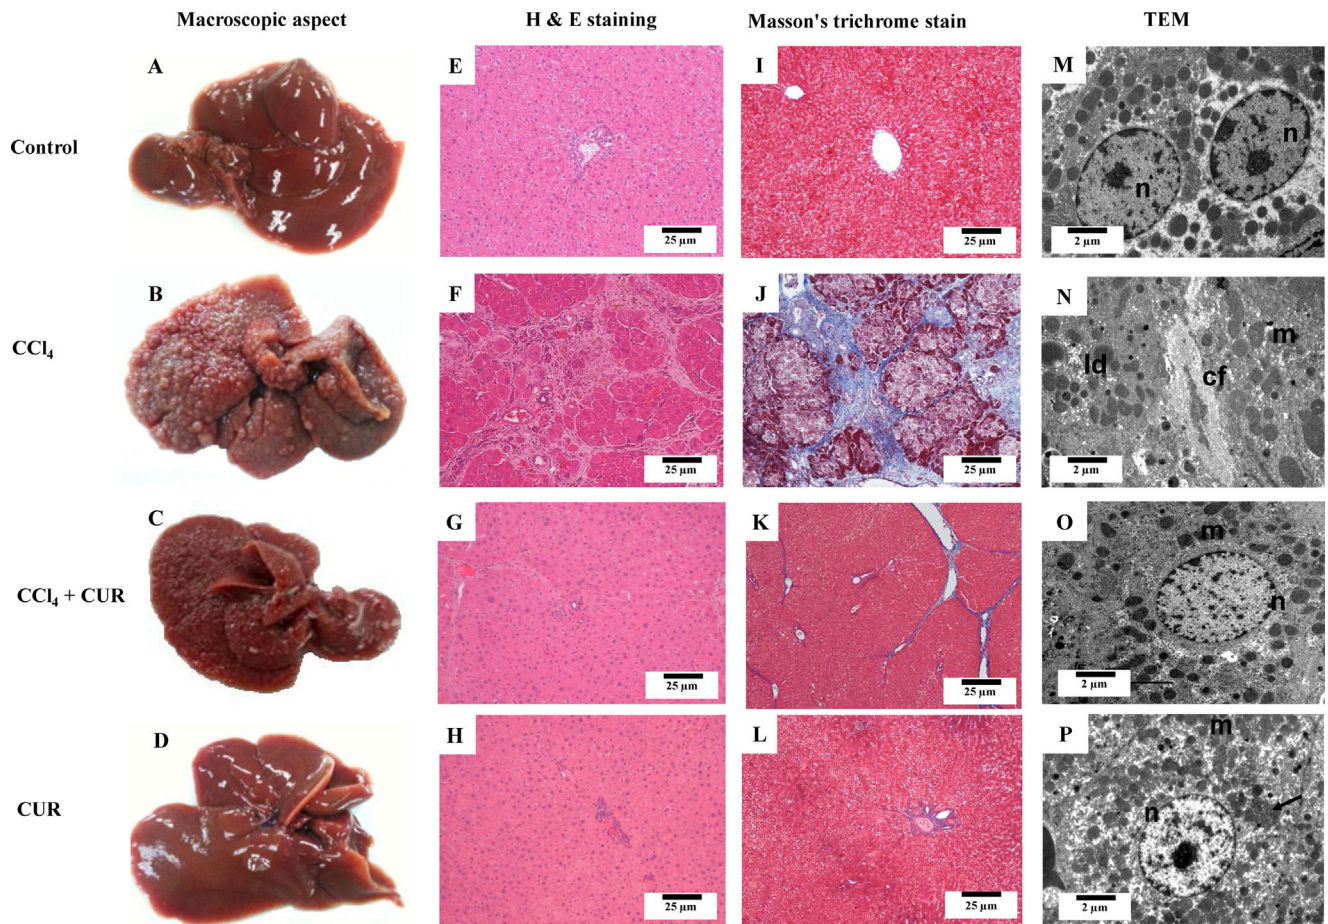 Macroscopic aspect H & E staining Masson's trichrome stain TEM
A E I M
Control n n
25 µm 25 µm 2 µm
B F J N
CCl₄ ld cf m
25 µm 25 µm 2 µm
C G K O
m
CCl₄ + CUR n
25 µm 25 µm 2 µm
D H L P
m
CUR n
25 µm 25 µm 2 µm